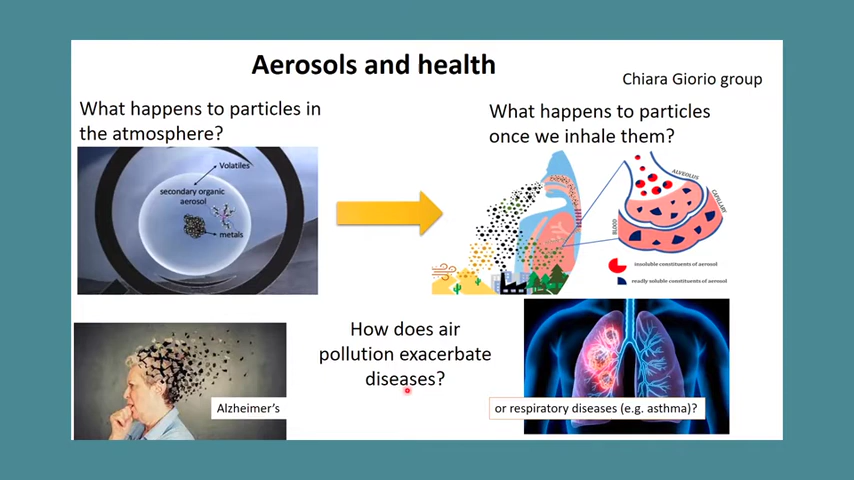 Aerosols and health
Chiara Giorio group
What happens to particles in
the atmosphere?
What happens to particles
once we inhale them?
Volatiles
secondary organic
aerosol
metals
ALVEOLUS
CAPILLARY
BLOOD
insoluble constituents of aerosol
readly soluble constituents of aerosol
How does air
pollution exacerbate
diseases?
Alzheimer's
or respiratory diseases (e.g. asthma)?